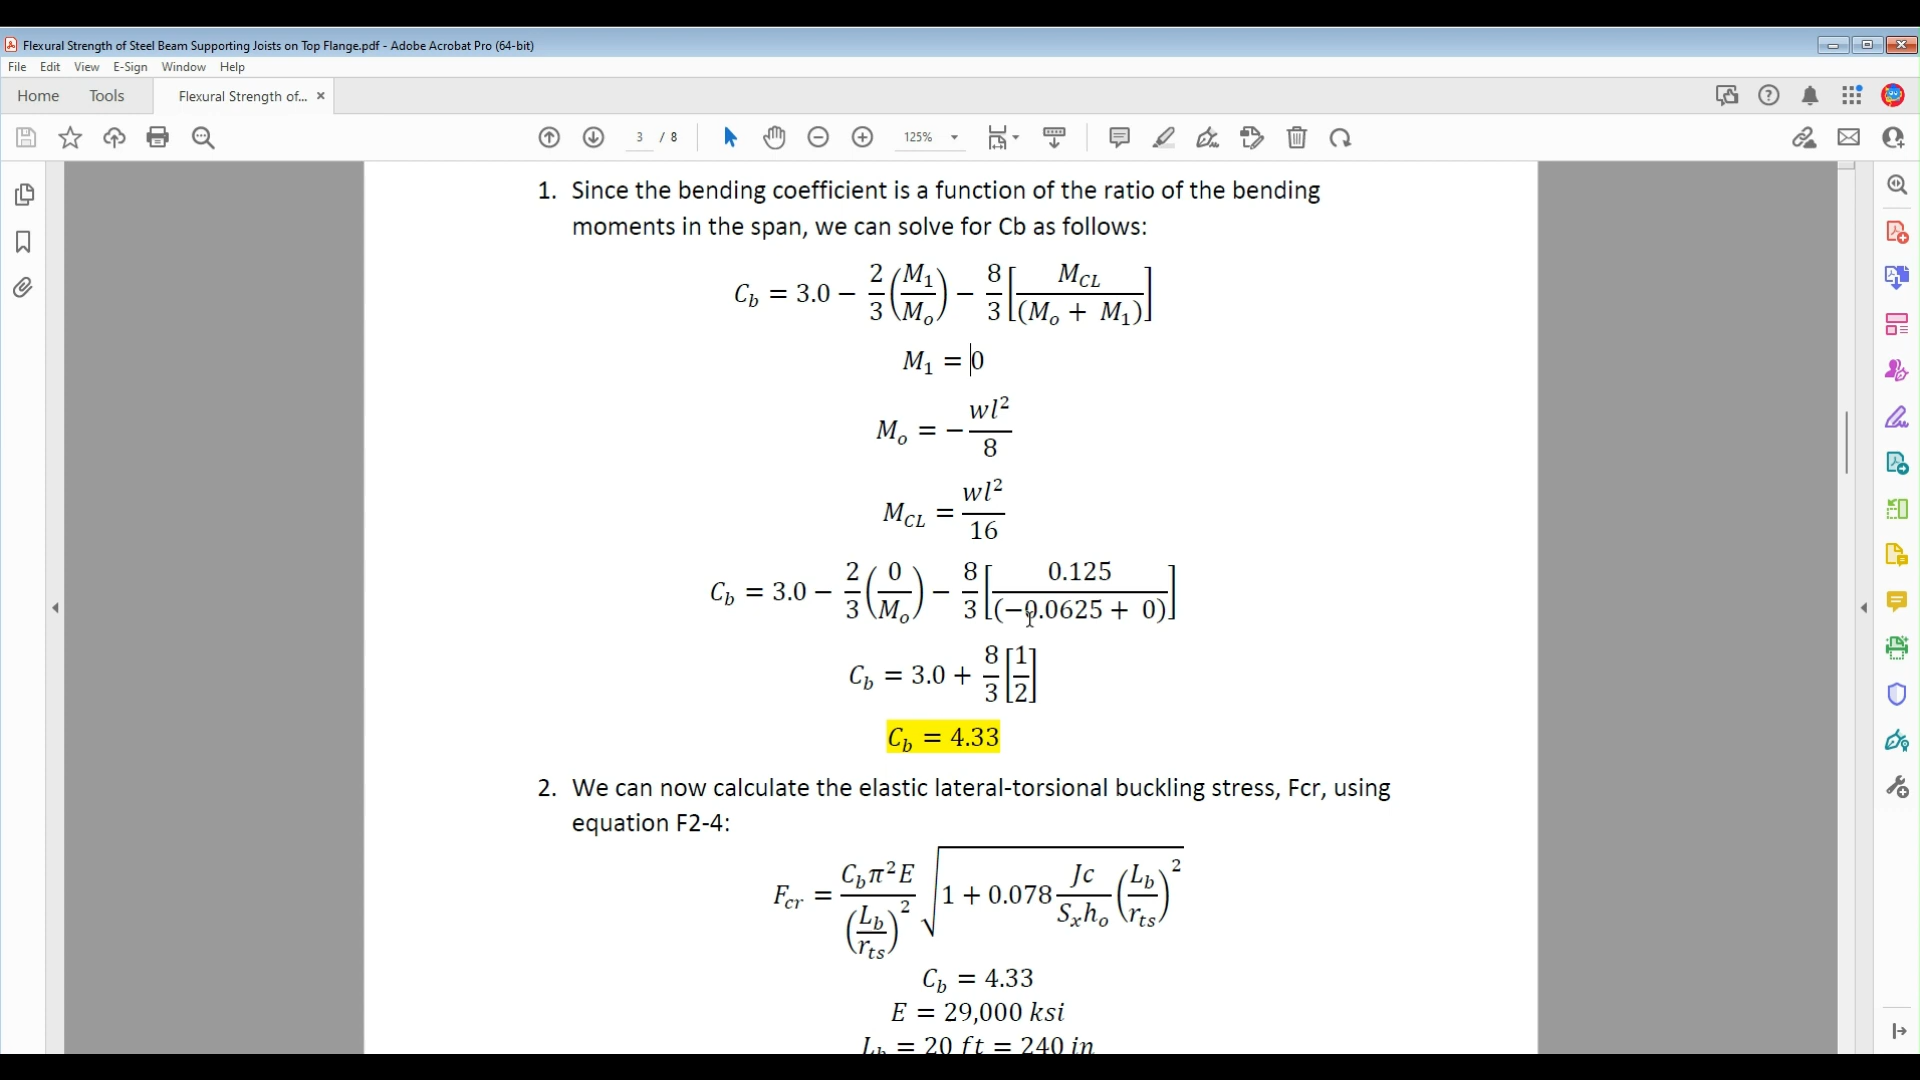 Flexural Strength of Steel Beam Supporting Joists on Top Flange.pdf - Adobe Acrobat Pro (64-bit)
File Edit View E-Sign Window Help
Home Tools Flexural Strength of... ×
3 / 8 125%
1. Since the bending coefficient is a function of the ratio of the bending
moments in the span, we can solve for Cb as follows:
C_b = 3.0 − 2/3 (M_1/M_o) − 8/3 [M_CL/(M_o + M_1)]
M_1 = 0
M_o = − wl²/8
M_CL = wl²/16
C_b = 3.0 − 2/3 (0/M_o) − 8/3 [0.125/(−0.0625 + 0)]
C_b = 3.0 + 8/3 [1/2]
C_b = 4.33
2. We can now calculate the elastic lateral-torsional buckling stress, Fcr, using
equation F2-4:
F_cr = C_b π² E/(L_b/r_ts)² √(1 + 0.078 Jc/(S_x h_o) (L_b/r_ts)²)
C_b = 4.33
E = 29,000 ksi
L_b = 20 ft = 240 in